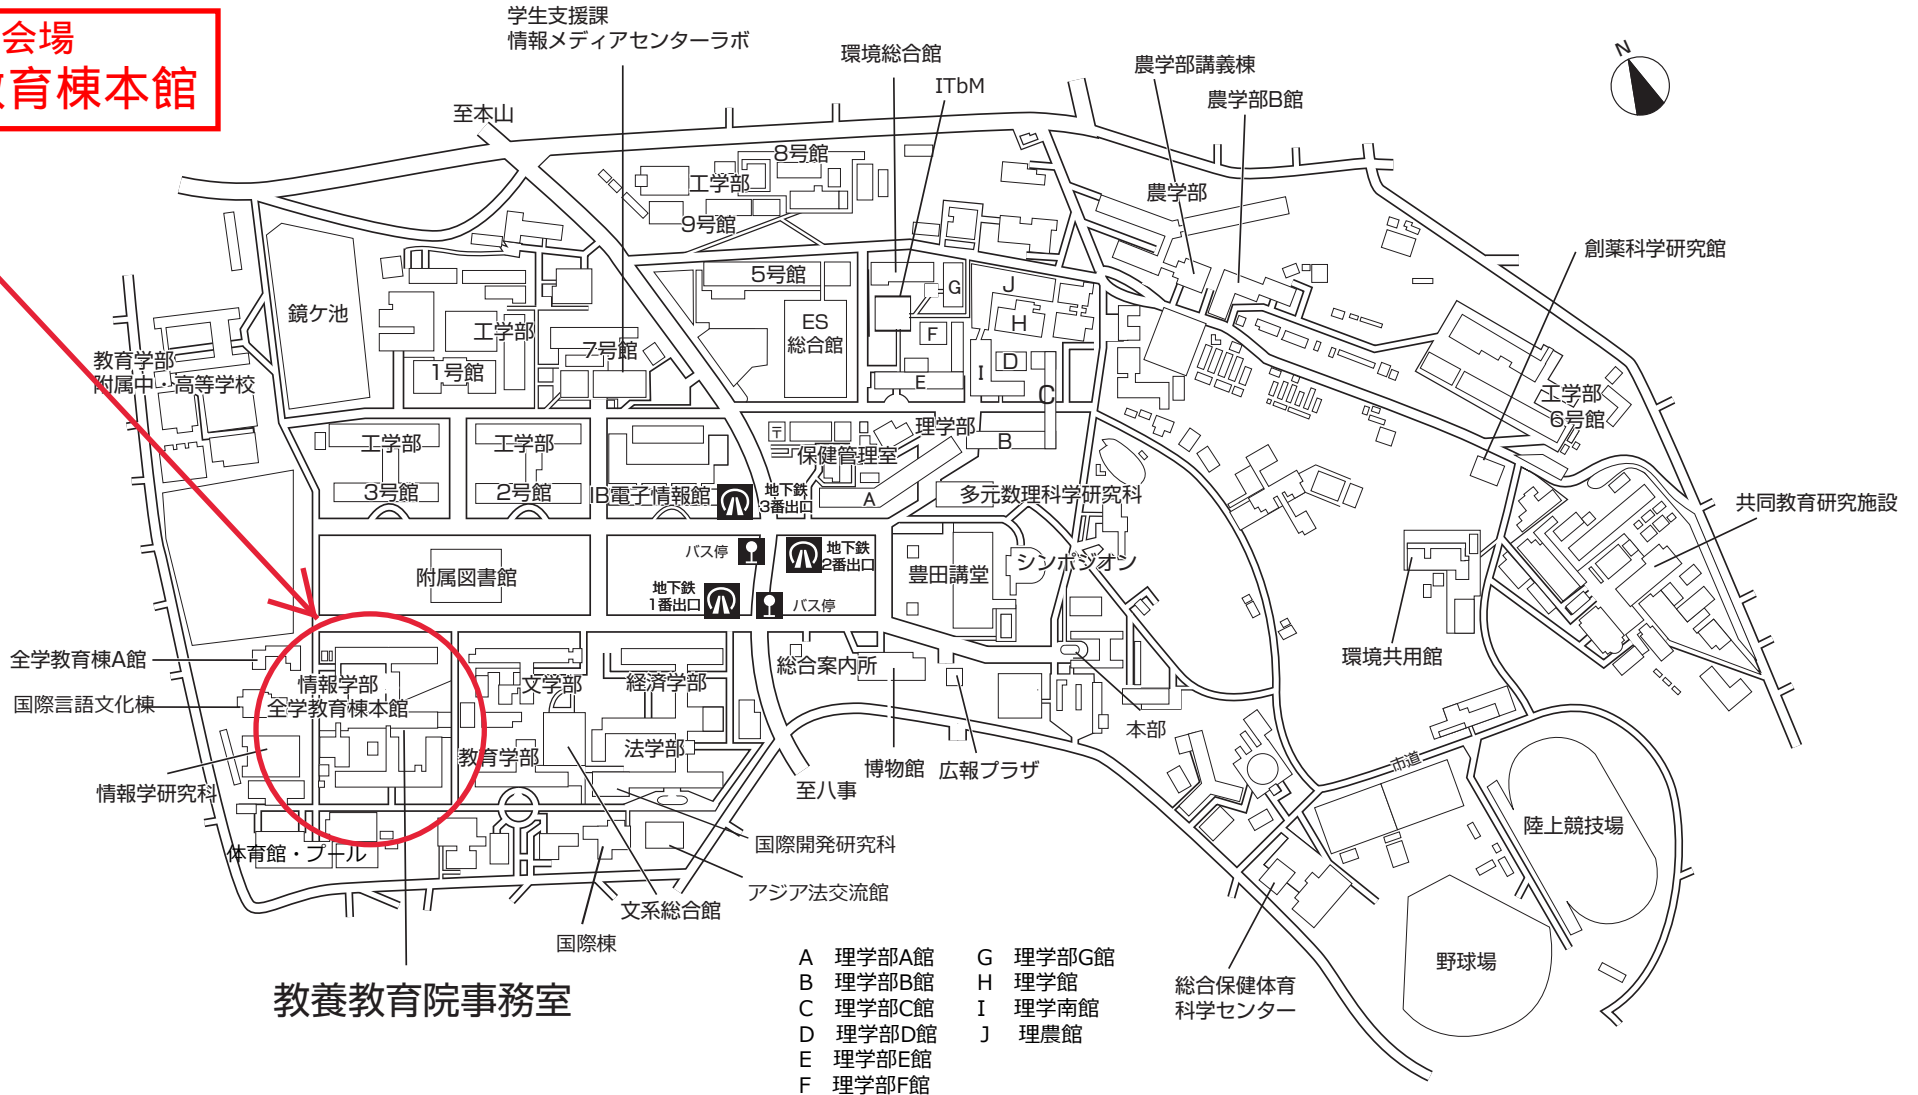 会場
育棟本館
学生支援課
情報メディアセンターラボ
環境総合館
ITbM
農学部講義棟
農学部B館
N
至本山
8号館
工学部
9号館
農学部
創薬科学研究館
5号館
G
J
鏡ケ池
ES
総合館
H
F
工学部
7号館
教育学部
附属中・高等学校
1号館
D
I
E
C
工学部
6号館
理学部
B
〒
保健管理室
工学部
3号館
工学部
2号館
IB電子情報館
地下鉄
3番出口
A
多元数理科学研究科
共同教育研究施設
バス停
地下鉄
2番出口
附属図書館
豊田講堂
シンポジオン
地下鉄
1番出口
バス停
環境共用館
全学教育棟A館
総合案内所
情報学部
全学教育棟本館
文学部
経済学部
国際言語文化棟
本部
教育学部
法学部
博物館
広報プラザ
市道
情報学研究科
至八事
陸上競技場
体育館・プール
国際開発研究科
アジア法交流館
文系総合館
国際棟
野球場
総合保健体育
科学センター
教養教育院事務室
A 理学部A館
B 理学部B館
C 理学部C館
D 理学部D館
E 理学部E館
F 理学部F館
G 理学部G館
H 理学館
I 理学南館
J 理農館